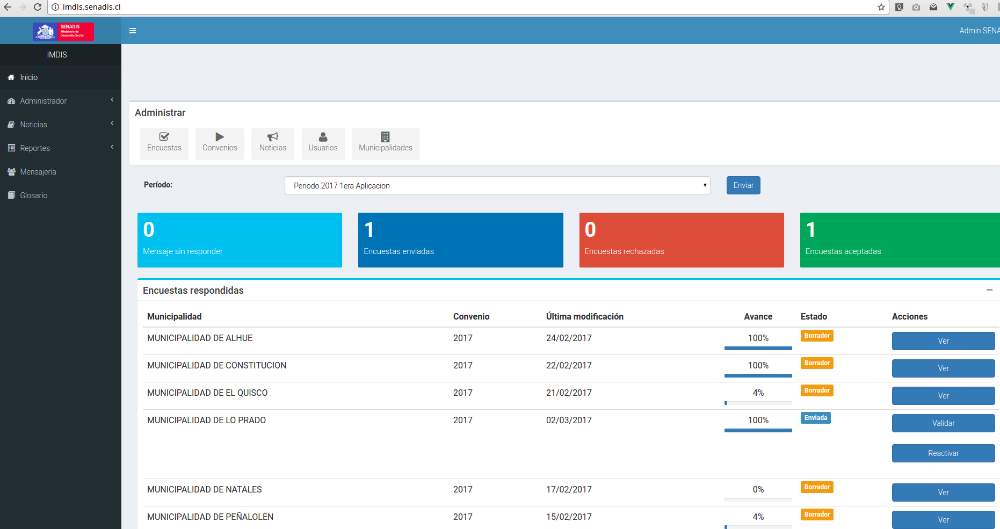 imdis.senadis.cl
SENADIS
Ministerio de
Desarrollo Social
Admin SENA
IMDIS
Inicio
Administrador
Noticias
Reportes
Mensajería
Glosario
Administrar
Encuestas Convenios Noticias Usuarios Municipalidades
Período: Periodo 2017 1era Aplicacion Enviar
0 1 0 1
Mensaje sin responder Encuestas enviadas Encuestas rechazadas Encuestas aceptadas
Encuestas respondidas
Municipalidad Convenio Última modificación Avance Estado Acciones
MUNICIPALIDAD DE ALHUE 2017 24/02/2017 100% Borrador Ver
MUNICIPALIDAD DE CONSTITUCION 2017 22/02/2017 100% Borrador Ver
MUNICIPALIDAD DE EL QUISCO 2017 21/02/2017 4% Borrador Ver
MUNICIPALIDAD DE LO PRADO 2017 02/03/2017 100% Enviada Validar
Reactivar
MUNICIPALIDAD DE NATALES 2017 17/02/2017 0% Borrador Ver
MUNICIPALIDAD DE PEÑALOLEN 2017 15/02/2017 4% Borrador Ver